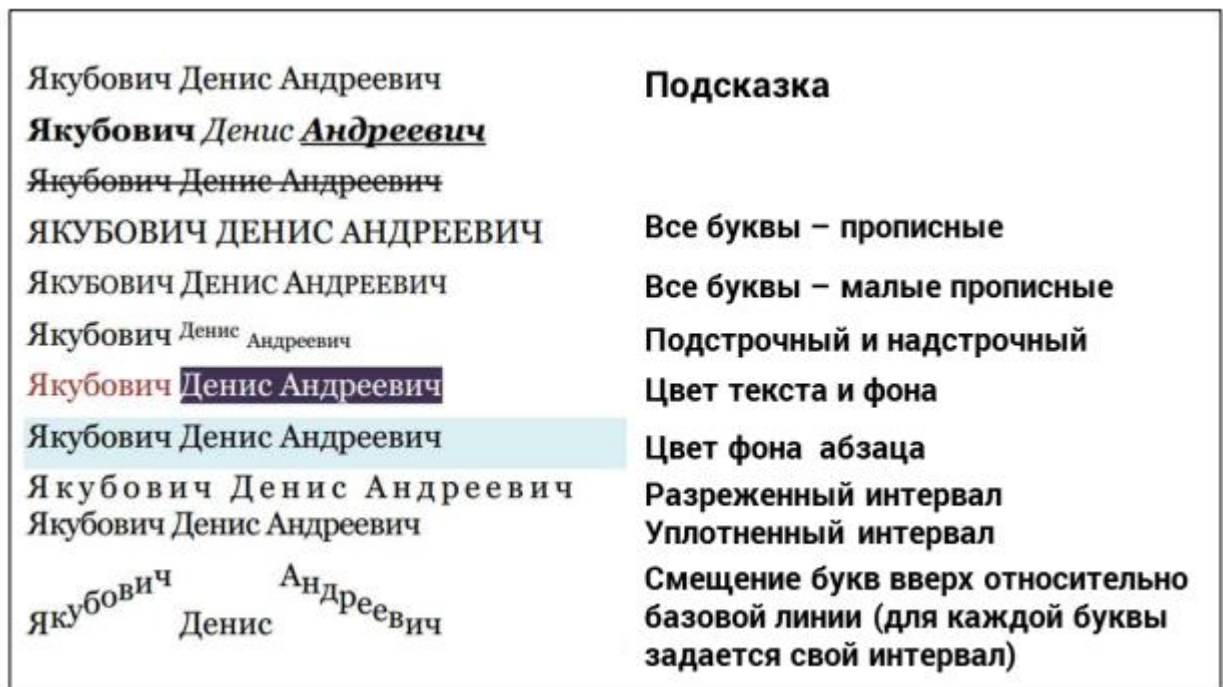 Якубович Денис Андреевич
Подсказка
Якубович Денис Андреевич
Якубович Денис Андреевич
ЯКУБОВИЧ ДЕНИС АНДРЕЕВИЧ
Все буквы – прописные
ЯКУБОВИЧ ДЕНИС АНДРЕЕВИЧ
Все буквы – малые прописные
Якубович Денис Андреевич
Подстрочный и надстрочный
Якубович Денис Андреевич
Цвет текста и фона
Якубович Денис Андреевич
Цвет фона абзаца
Якубович Денис Андреевич
Разреженный интервал
Якубович Денис Андреевич
Уплотненный интервал
Якубович Денис Андреевич
Смещение букв вверх относительно
базовой линии (для каждой буквы
задается свой интервал)